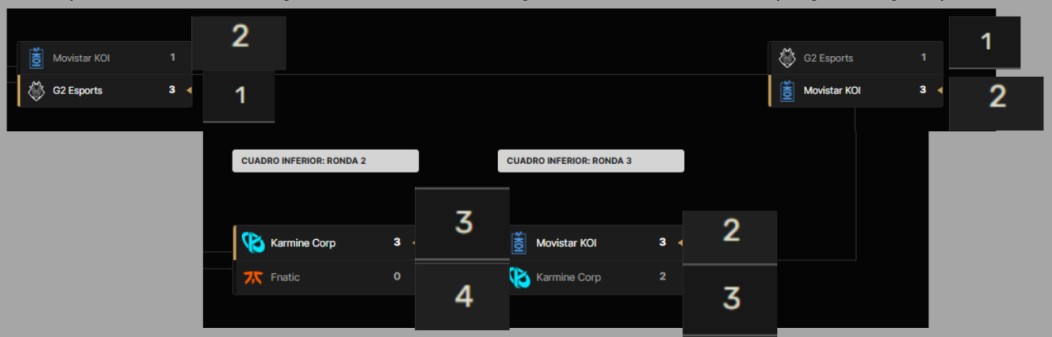 Movistar KOI 1 2
G2 Esports 3 1
G2 Esports 1 1
Movistar KOI 3 2
CUADRO INFERIOR: RONDA 2
CUADRO INFERIOR: RONDA 3
Karmine Corp 3 3
Fnatic 0 4
Movistar KOI 3 2
Karmine Corp 2 3